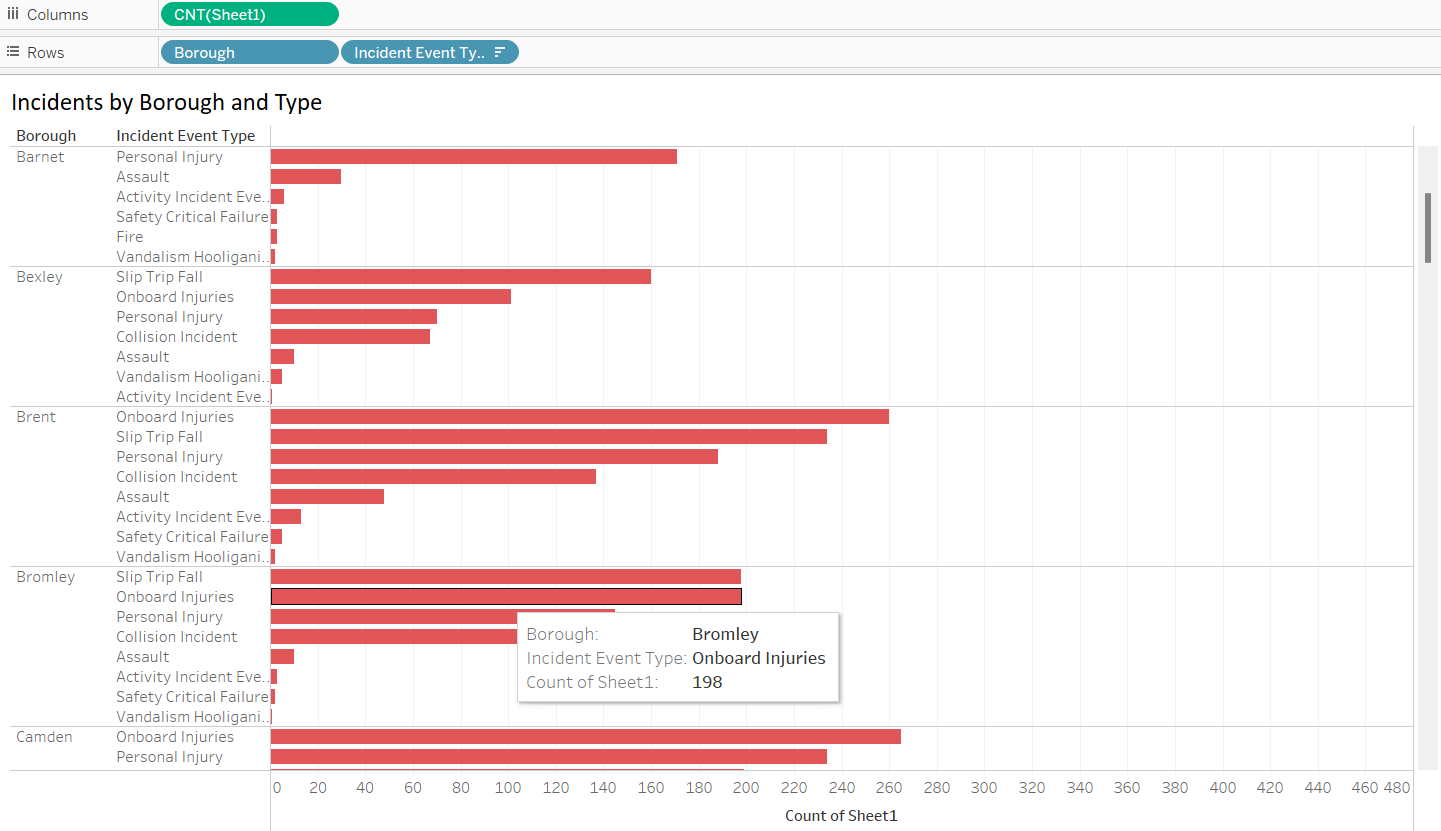 Columns CNT(Sheet1)
Rows Borough Incident Event Ty..
Incidents by Borough and Type
Borough Incident Event Type
Barnet Personal Injury
Assault
Activity Incident Eve..
Safety Critical Failure
Fire
Vandalism Hooligani..
Bexley Slip Trip Fall
Onboard Injuries
Personal Injury
Collision Incident
Assault
Vandalism Hooligani..
Activity Incident Eve..
Brent Onboard Injuries
Slip Trip Fall
Personal Injury
Collision Incident
Assault
Activity Incident Eve..
Safety Critical Failure
Vandalism Hooligani..
Bromley Slip Trip Fall
Onboard Injuries
Personal Injury
Collision Incident
Assault
Activity Incident Eve..
Safety Critical Failure
Vandalism Hooligani..
Borough: Bromley
Incident Event Type: Onboard Injuries
Count of Sheet1: 198
Camden Onboard Injuries
Personal Injury
0 20 40 60 80 100 120 140 160 180 200 220 240 260 280 300 320 340 360 380 400 420 440 460 480
Count of Sheet1